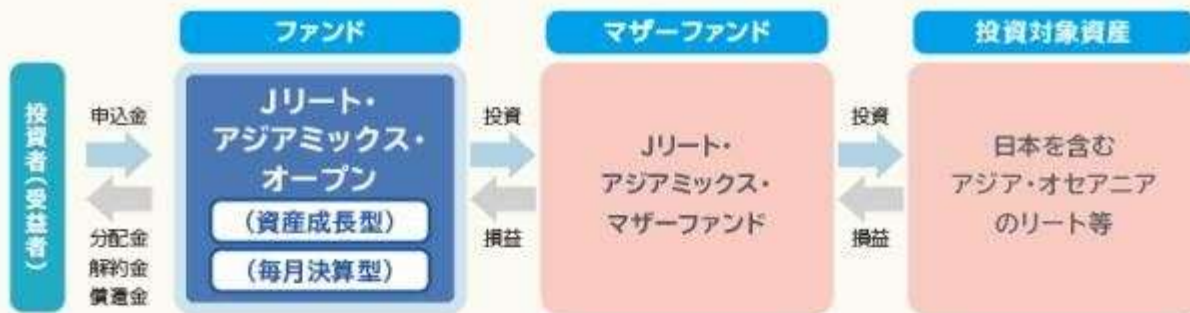 ファンド
マザーファンド
投資対象資産
投資者(受益者)
申込金
分配金
解約金
償還金
Jリート・
アジアミックス・
オープン
(資産成長型)
(毎月決算型)
投資
損益
Jリート・
アジアミックス・
マザーファンド
投資
損益
日本を含む
アジア・オセアニア
のリート等